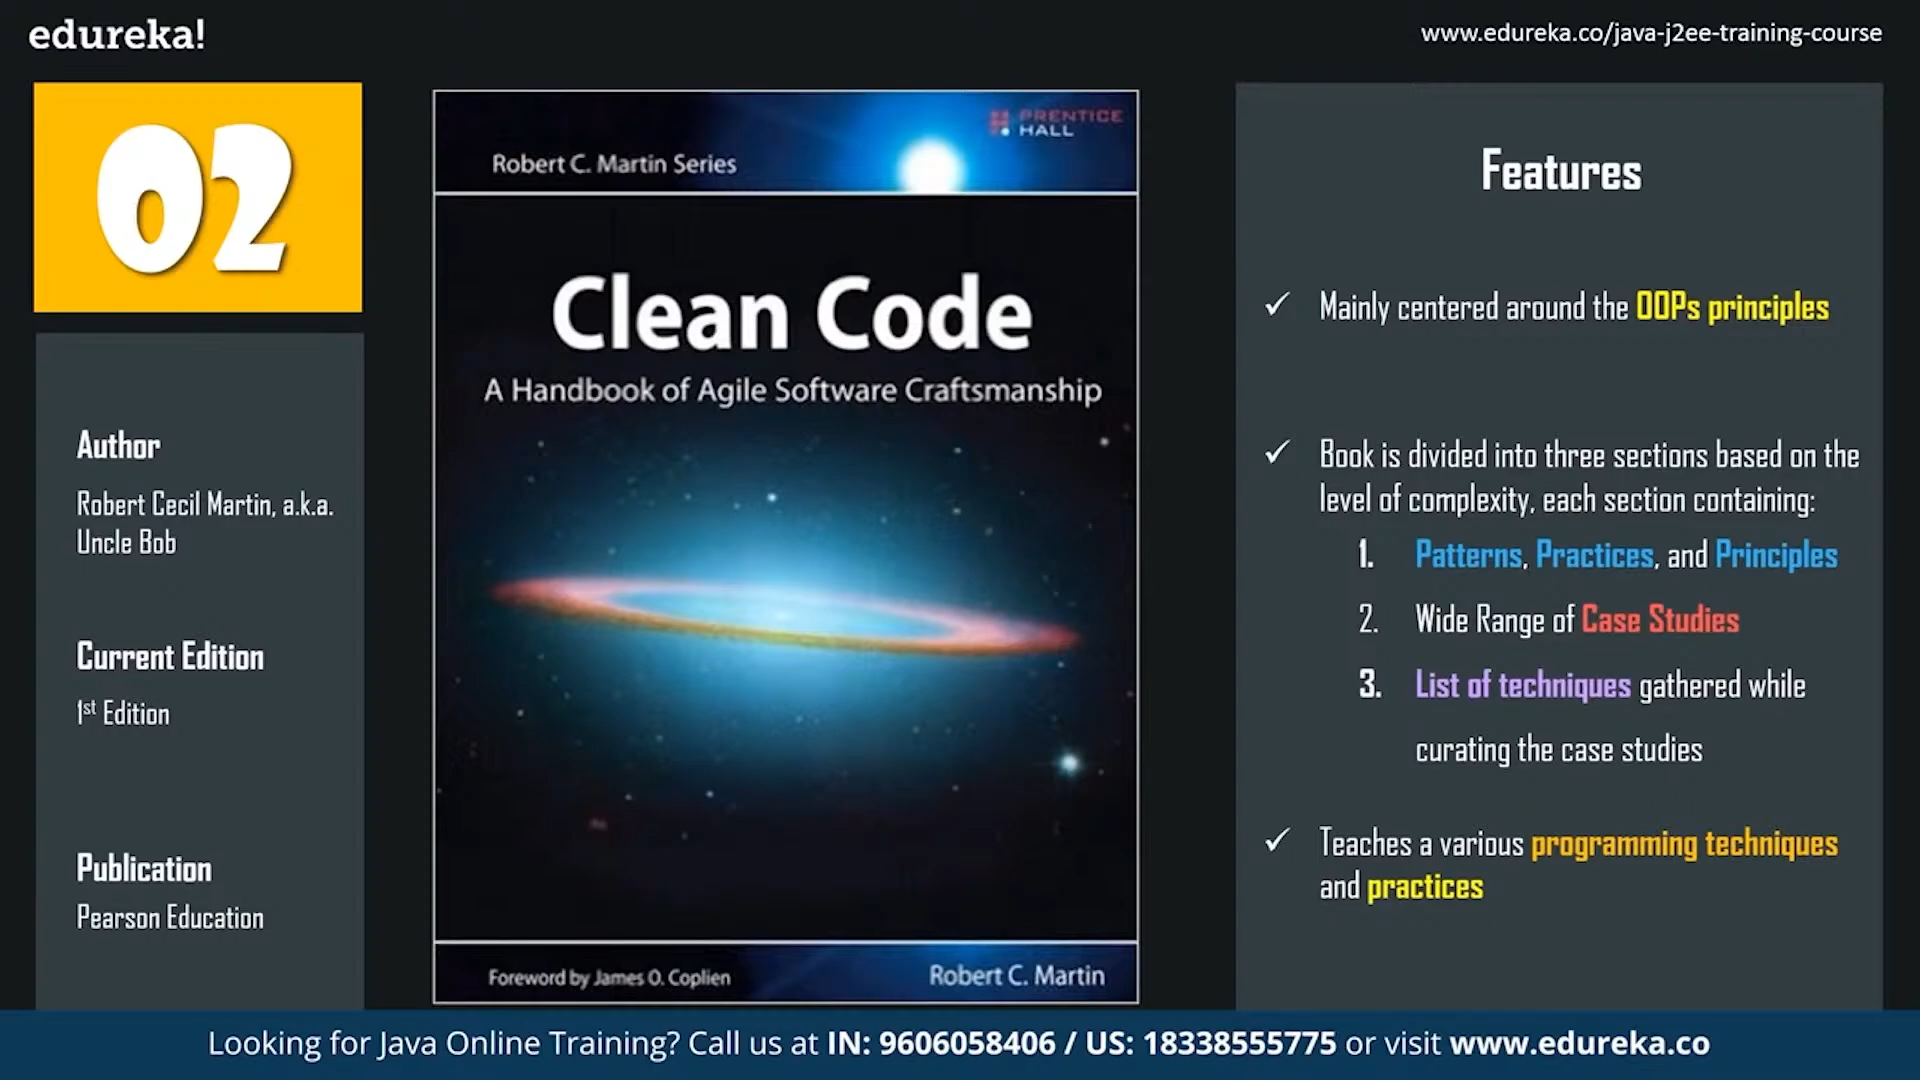 edureka!
www.edureka.co/java-j2ee-training-course
02
Author
Robert Cecil Martin, a.k.a.
Uncle Bob
Current Edition
1st Edition
Publication
Pearson Education
PRENTICE
HALL
Robert C. Martin Series
Clean Code
A Handbook of Agile Software Craftsmanship
Foreword by James O. Coplien
Robert C. Martin
Features
✓ Mainly centered around the OOPs principles
✓ Book is divided into three sections based on the
level of complexity, each section containing:
1. Patterns, Practices, and Principles
2. Wide Range of Case Studies
3. List of techniques gathered while
curating the case studies
✓ Teaches a various programming techniques
and practices
Looking for Java Online Training? Call us at IN: 9606058406 / US: 18338555775 or visit www.edureka.co